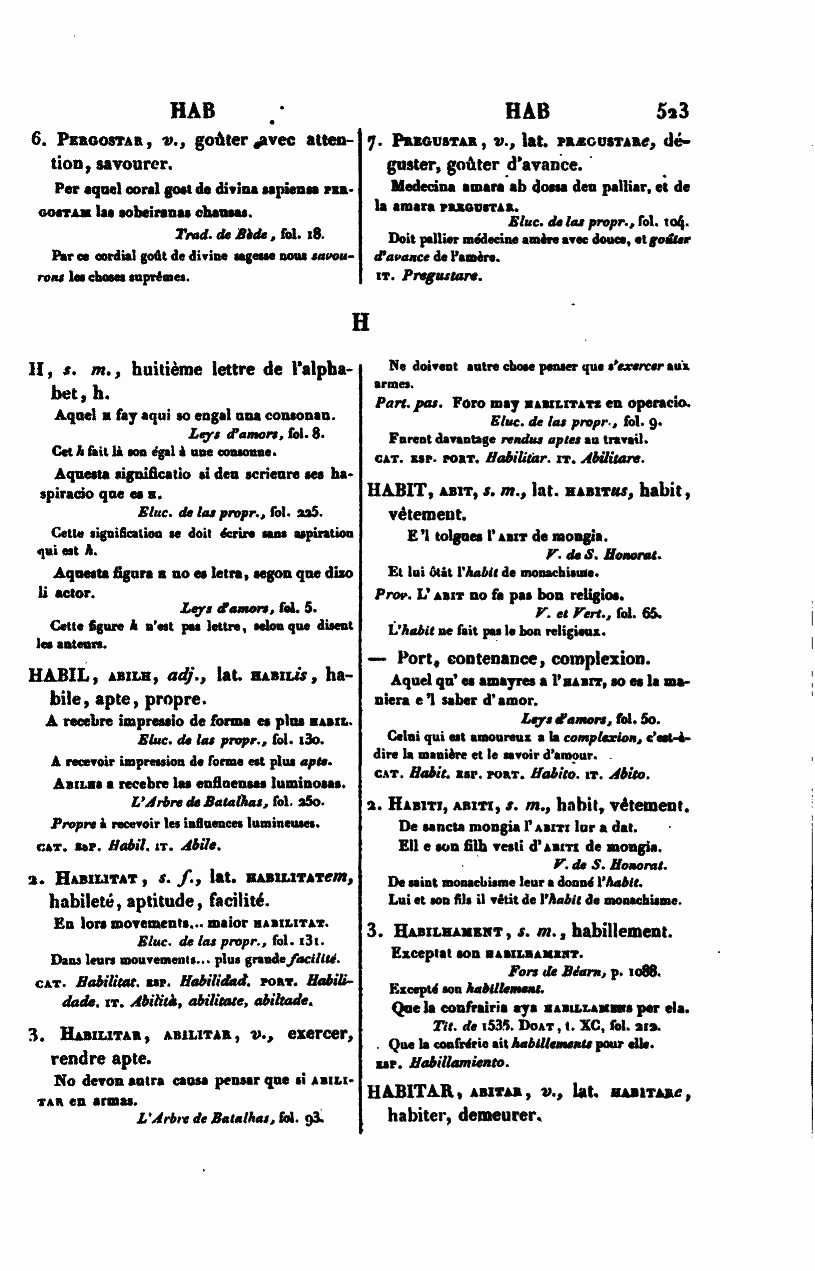 HAB
HAB 523
6. PERGOSTAR, v., goûter avec atten-
tion, savourer.
Per aquel coral gost de divina sapiensa PER-
GOSTAM las sobeiranas chausas.
Trad. de Bède, fol. 18.
Par ce cordial goût de divine sagesse nous savou-
rons les choses suprêmes.
7. PREGUSTAR, v., lat. PRÆGUSTARe, dé-
guster, goûter d'avance.
Medecina amara ab dossa deu palliar, et de
la amara PREGUSTAR.
Eluc. de las propr., fol. 104.
Doit pallier médecine amère avec douce, et goûter
d'avance de l'amère.
IT. Pregustare.
H
H, s. m., huitième lettre de l'alpha-
bet, h.
Aquel H fay aqui so engal una consonan.
Leys d'amors, fol. 8.
Cet h fait là son égal à une consonne.
Aquesta significatio si deu scrieure ses ha-
spiracio que es H.
Eluc. de las propr., fol. 225.
Cette signification se doit écrire sans aspiration
qui est h.
Aquesta figura H no es letra, segon que dizo
li actor.
Leys d'amors, fol. 5.
Cette figure h n'est pas lettre, selon que disent
les auteurs.
HABIL, ABILH, adj., lat. HABILis, ha-
bile, apte, propre.
A recebre impressio de forma es plus HABIL.
Eluc. de las propr., fol. 130.
A recevoir impression de forme est plus apte.
ABILHS a recebre las enfluensas luminosas.
L'Arbre de Batalhas, fol. 250.
Propre à recevoir les influences lumineuses.
CAT. ESP. Habil. IT. Abile.
2. HABILITAT, s. f., lat. HABILITATem,
habileté, aptitude, facilité.
En lors movements... maior HABILITAT.
Eluc. de las propr., fol. 131.
Dans leurs mouvements... plus grande facilité.
CAT. Habilitat. ESP. Habilidad. PORT. Habili-
dade. IT. Abilità, abilitate, abiltade.
3. HABILITAR, ABILITAR, v., exercer,
rendre apte.
No devon autra causa pensar que si ABILI-
TAR en armas.
L'Arbre de Batalhas, fol. 93.
Ne doivent autre chose penser que s'exercer aux
armes.
Part. pas. Foro may HABILITATZ en operacio.
Eluc. de las propr., fol. 9.
Furent davantage rendus aptes au travail.
CAT. ESP. PORT. Habilitar. IT. Abilitare.
HABIT, ABIT, s. m., lat. HABITus, habit,
vêtement.
E 'l tolgues l' ABIT de mongia.
V. de S. Honorat.
Et lui ôtât l'habit de monachisme.
Prov. L' ABIT no fa pas bon religios.
V. et Vert., fol. 65.
L'habit ne fait pas le bon religieux.
— Port, contenance, complexion.
Aquel qu' es amayres a l' HABIT, so es la ma-
niera e 'l saber d' amor.
Leys d'amors, fol. 50.
Celui qui est amoureux a la complexion, c'est-à-
dire la manière et le savoir d'amour.
CAT. Habit. ESP. PORT. Habito. IT. Abito.
2. HABITI, ABITI, s. m., habit, vêtement.
De sancta mongia l' ABITI lur a dat.
Ell e son filh vesti d' ABITI de mongia.
V. de S. Honorat.
De saint monachisme leur a donné l'habit.
Lui et son fils il vêtit de l'habit de monachisme.
3. HABILHAMENT, s. m., habillement.
Exceptat son HABILHAMENT.
Fors de Béarn, p. 1088.
Excepté son habillement.
Que la confrairia aya HABILLAMENS per ela.
Tit. de 1535. DOAT, t. XC, fol. 212.
Que la confrérie ait habillements pour elle.
ESP. Habillamiento.
HABITAR, ABITAR, v., lat. HABITARe,
habiter, demeurer.